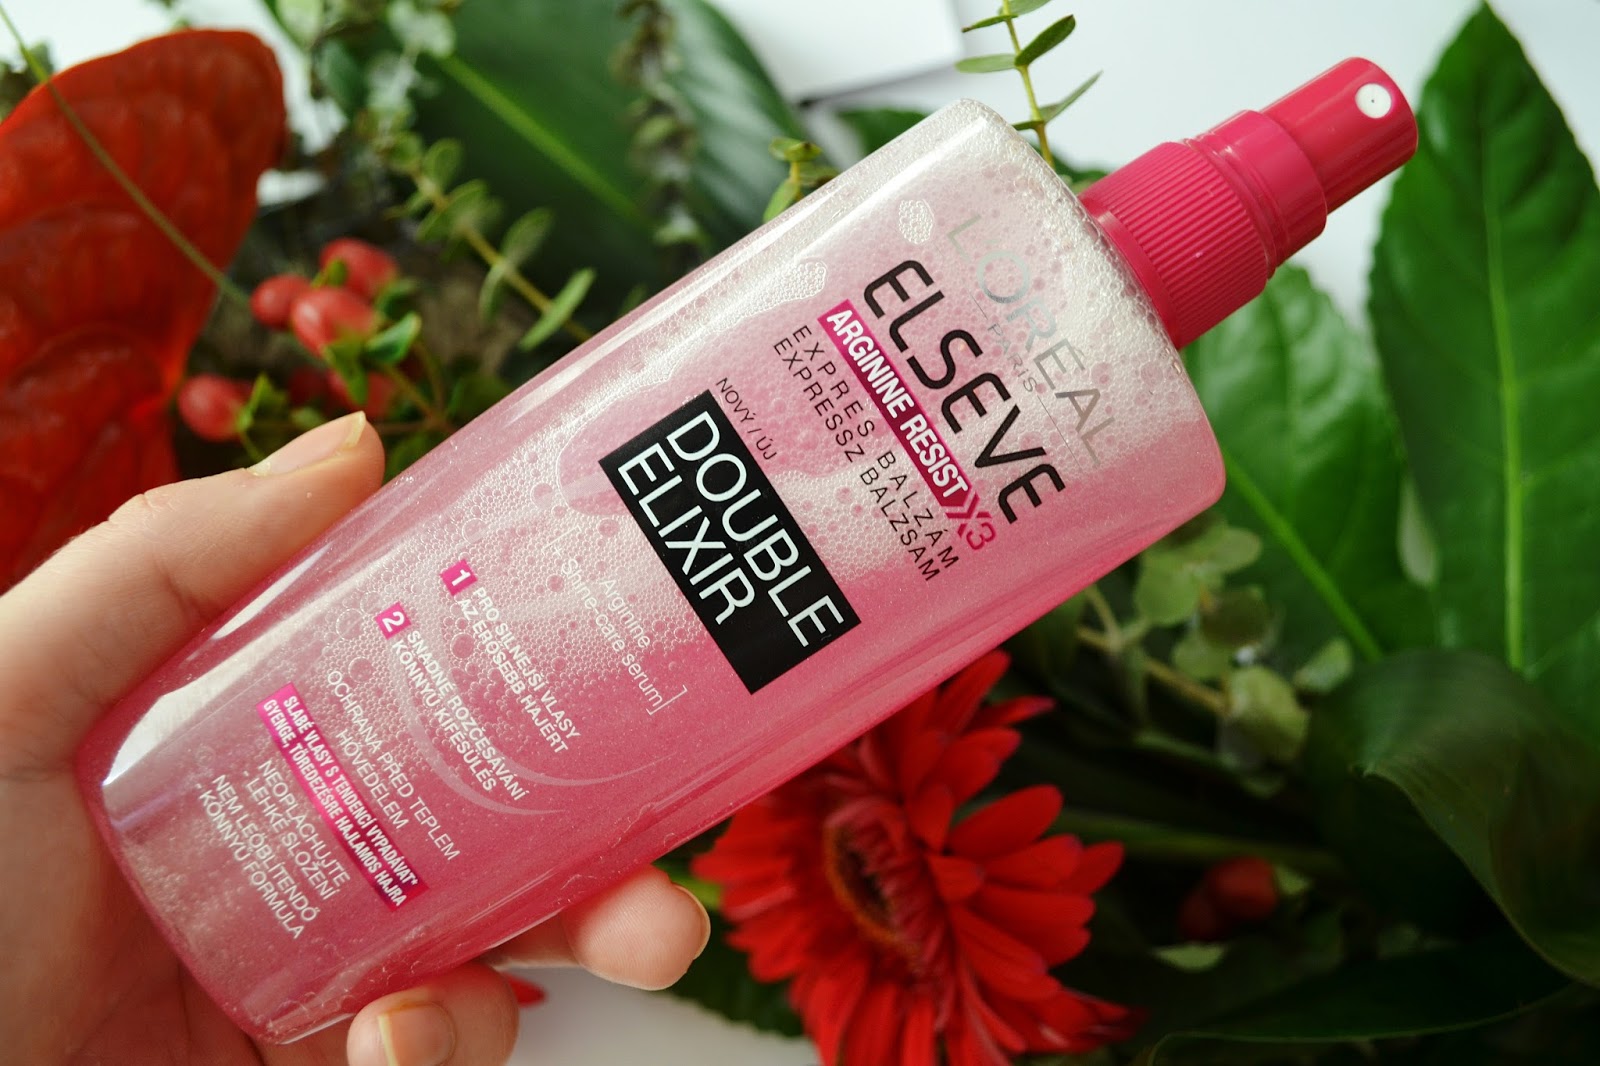 L'ORÉAL
PARIS
ELSEVE
ARGININE RESIST X3
EXPRES BALZÁM
EXPRESSZ BALZSAM
NOVÝ / ÚJ
DOUBLE
ELIXIR
[ Arginine
+ Shine-care serum ]
1 PRO SILNEJŠÍ VLASY
AZ ERŐSEBB HAJÉRT
2 SNADNÉ ROZČESÁVÁNÍ
KÖNNYŰ KIFÉSÜLÉS
OCHRANA PŘED TEPLEM
HŐVÉDELEM
SLABÉ VLASY S TENDENCÍ VYPADÁVAT*
GYENGE, TÖREDEZÉSRE HAJLAMOS HAJRA
NEOPLACHUJTE
- LEHKÉ SLOŽENÍ
NEM LEÖBLÍTENDŐ
- KÖNNYŰ FORMULA